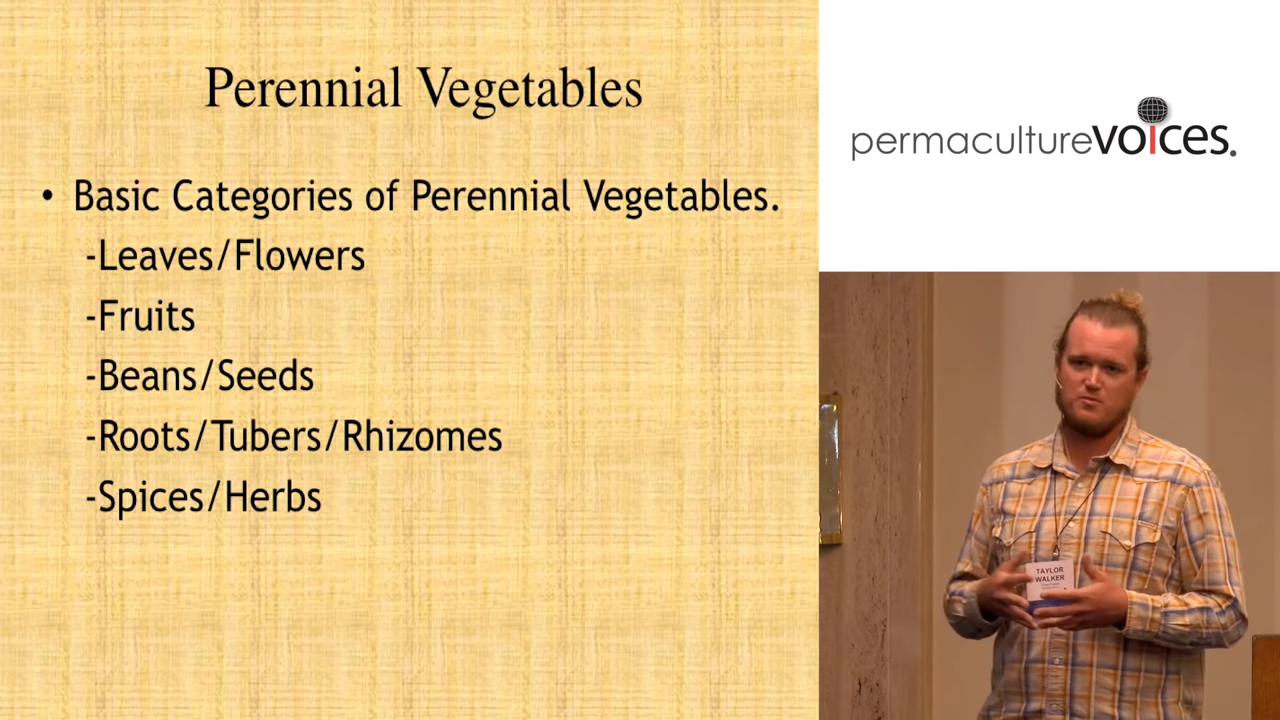 Perennial Vegetables
• Basic Categories of Perennial Vegetables.
-Leaves/Flowers
-Fruits
-Beans/Seeds
-Roots/Tubers/Rhizomes
-Spices/Herbs
permaculturevoices.
TAYLOR
WALKER